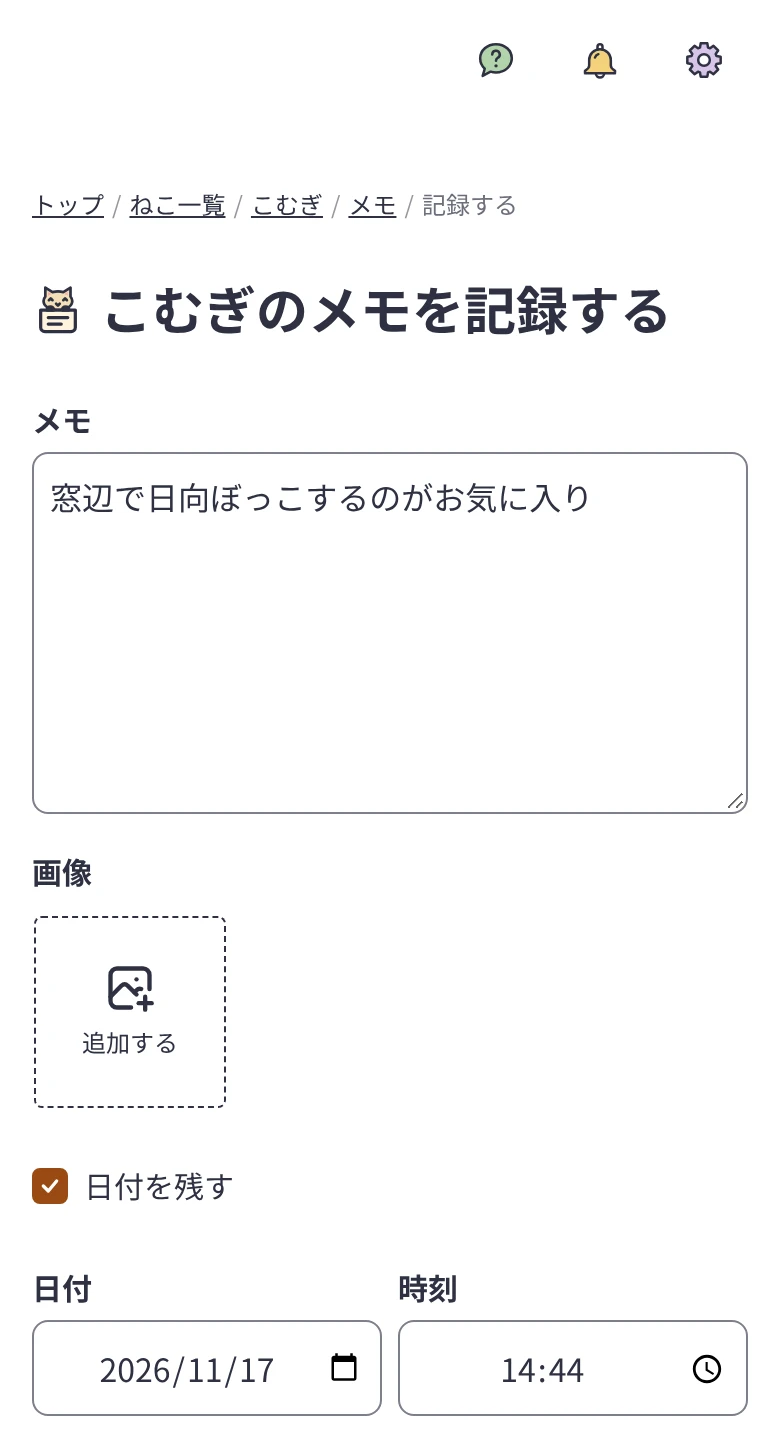 トップ / ねこ一覧 / こむぎ / メモ / 記録する
こむぎのメモを記録する
メモ
窓辺で日向ぼっこするのがお気に入り
画像
追加する
日付を残す
日付 時刻
2026/11/17 14:44